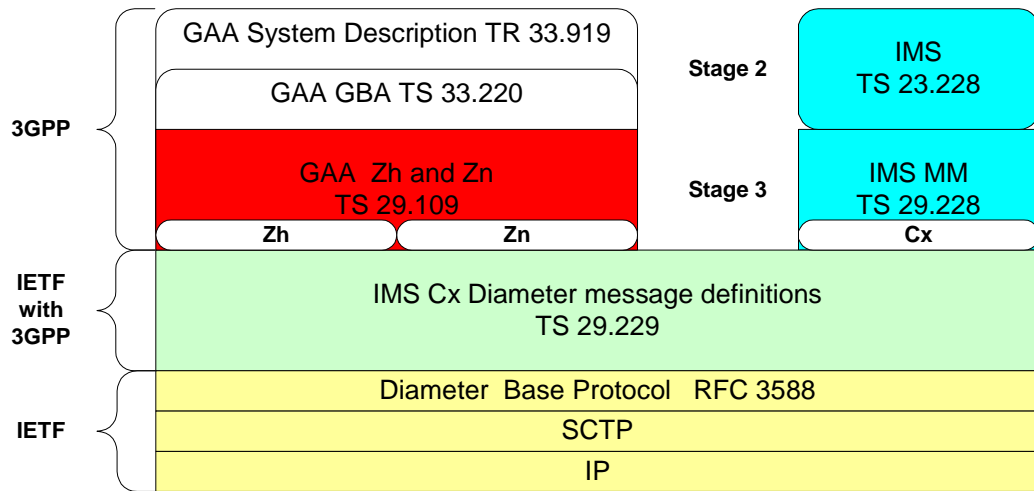 GAA System Description TR 33.919
GAA GBA TS 33.220
Stage 2
IMS
TS 23.228
3GPP
GAA Zh and Zn
TS 29.109
Stage 3
IMS MM
TS 29.228
Zh
Zn
Cx
IETF
with
3GPP
IMS Cx Diameter message definitions
TS 29.229
Diameter Base Protocol RFC 3588
IETF
SCTP
IP